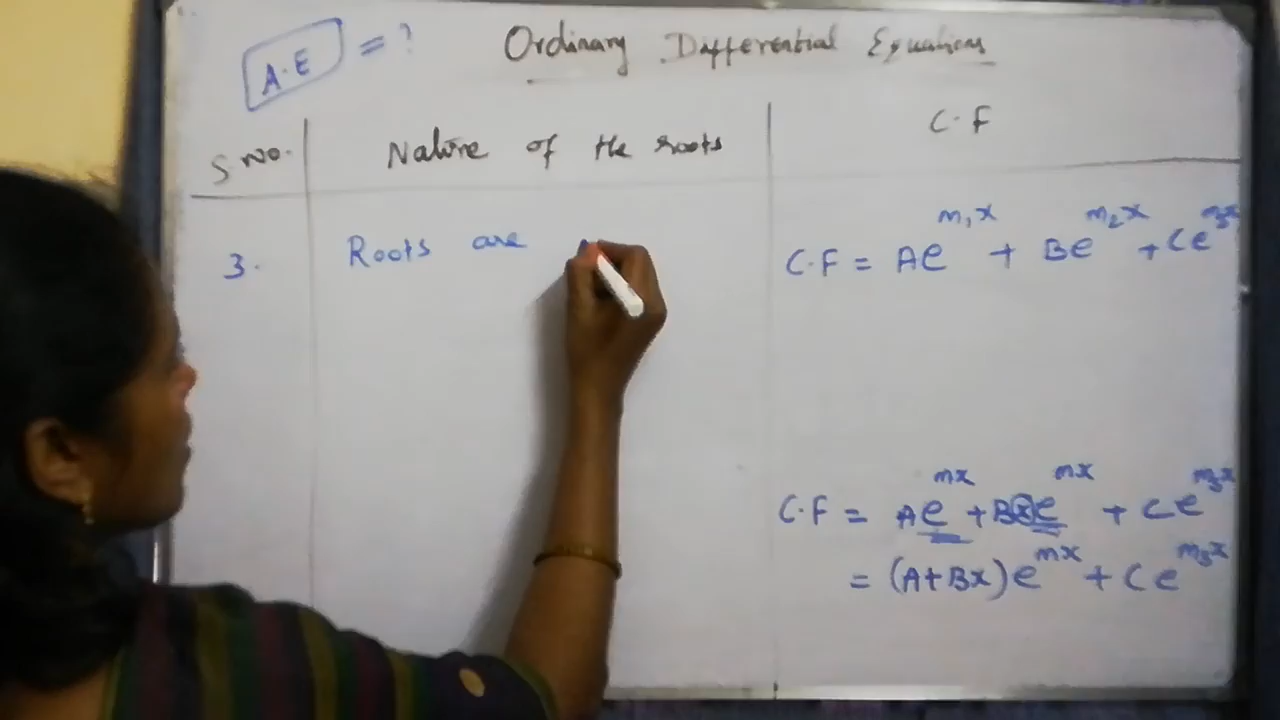 A.E = ?
Ordinary Differential Equations
S.No. Nature of the roots C.F
3. Roots are C.F = Ae^{m₁x} + Be^{m₂x} + Ce^{m₃x}
C.F = Ae^{mx} + Bxe^{mx} + Ce^{m₃x}
= (A+Bx)e^{mx} + Ce^{m₃x}